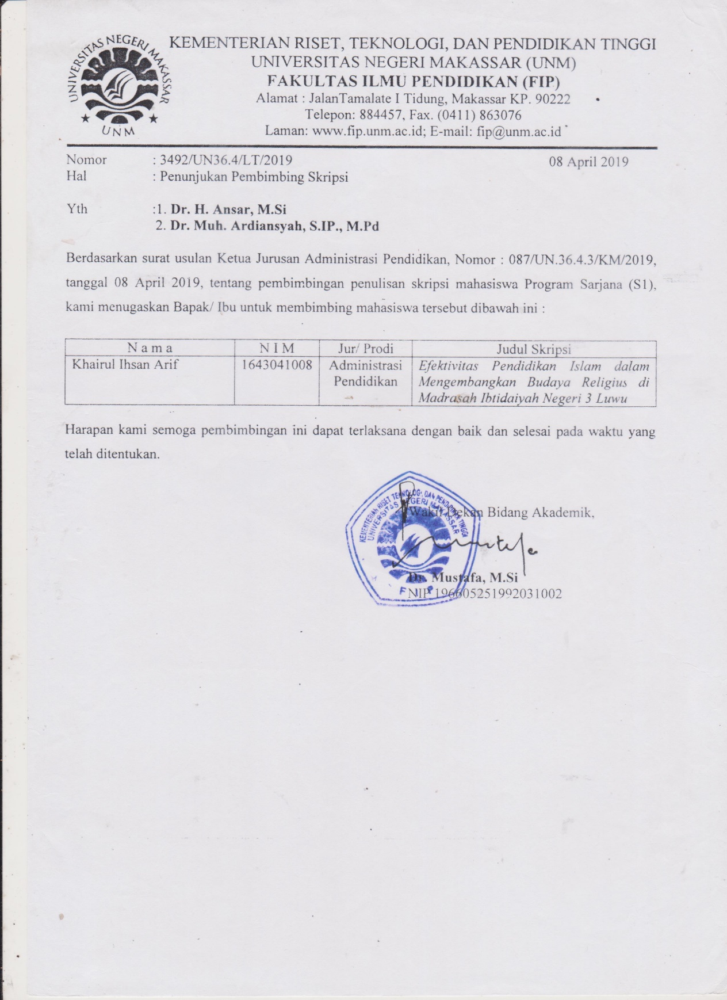 UNIVERSITAS NEGERI MAKASSAR
UNM
KEMENTERIAN RISET, TEKNOLOGI, DAN PENDIDIKAN TINGGI
UNIVERSITAS NEGERI MAKASSAR (UNM)
FAKULTAS ILMU PENDIDIKAN (FIP)
Alamat : JalanTamalate I Tidung, Makassar KP. 90222
Telepon: 884457, Fax. (0411) 863076
Laman: www.fip.unm.ac.id; E-mail: fip@unm.ac.id
Nomor : 3492/UN36.4/LT/2019 08 April 2019
Hal : Penunjukan Pembimbing Skripsi
Yth :1. Dr. H. Ansar, M.Si
2. Dr. Muh. Ardiansyah, S.IP., M.Pd
Berdasarkan surat usulan Ketua Jurusan Administrasi Pendidikan, Nomor : 087/UN.36.4.3/KM/2019,
tanggal 08 April 2019, tentang pembimbingan penulisan skripsi mahasiswa Program Sarjana (S1),
kami menugaskan Bapak/ Ibu untuk membimbing mahasiswa tersebut dibawah ini :
N a m a N I M Jur/ Prodi Judul Skripsi
Khairul Ihsan Arif 1643041008 Administrasi Efektivitas Pendidikan Islam dalam
Pendidikan Mengembangkan Budaya Religius di
Madrasah Ibtidaiyah Negeri 3 Luwu
Harapan kami semoga pembimbingan ini dapat terlaksana dengan baik dan selesai pada waktu yang
telah ditentukan.
KEMENTERIAN RISET TEKNOLOGI, DAN PENDIDIKAN TINGGI
UNIVERSITAS NEGERI MAKASSAR
Wakil Dekan Bidang Akademik,
Dr. Mustafa, M.Si
F I P
NIP 196605251992031002